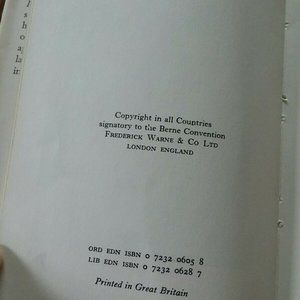 Copyright in all Countries
signatory to the Berne Convention
FREDERICK WARNE & CO LTD
LONDON ENGLAND
ORD EDN ISBN 0 7232 0605 8
LIB EDN ISBN 0 7232 0628 7
Printed in Great Britain